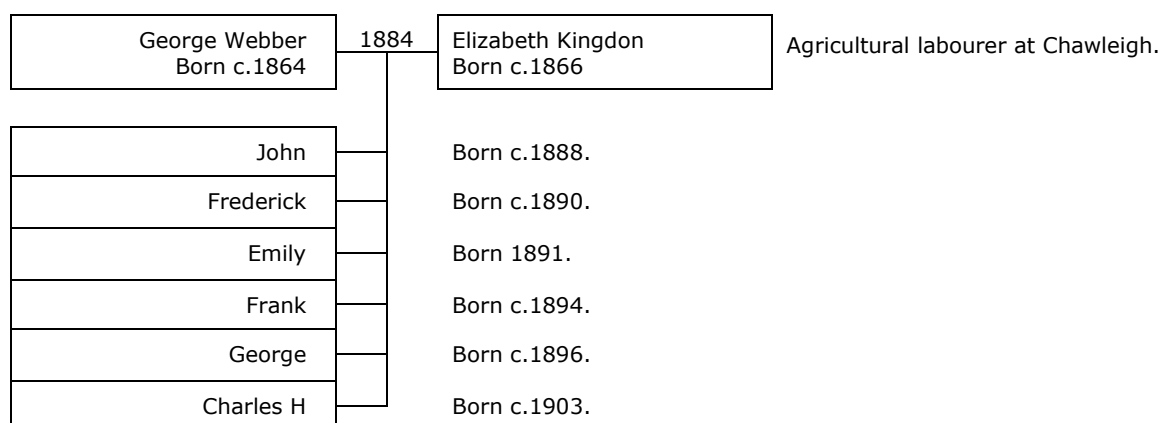 George Webber 1884 Elizabeth Kingdon Agricultural labourer at Chawleigh.
Born c.1864 Born c.1866
John Born c.1888.
Frederick Born c.1890.
Emily Born 1891.
Frank Born c.1894.
George Born c.1896.
Charles H Born c.1903.